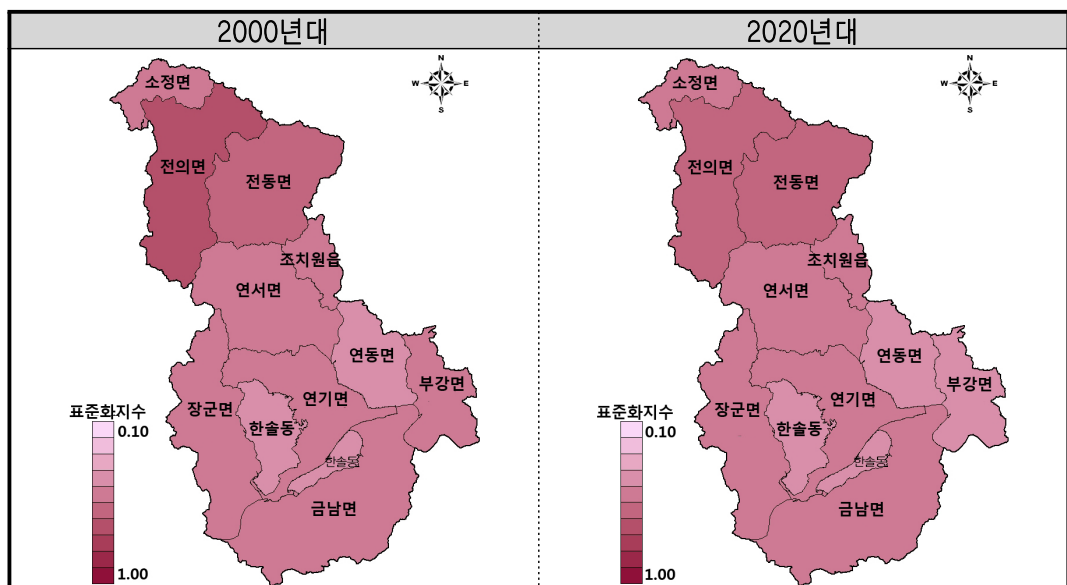 2000년대
2020년대
N
W E
S
소정면
전의면
전동면
조치원읍
연서면
연동면
부강면
연기면
장군면
한솔동
한솔동
금남면
표준화지수
0.10
1.00
N
W E
S
소정면
전의면
전동면
조치원읍
연서면
연동면
부강면
연기면
장군면
한솔동
한솔동
금남면
표준화지수
0.10
1.00